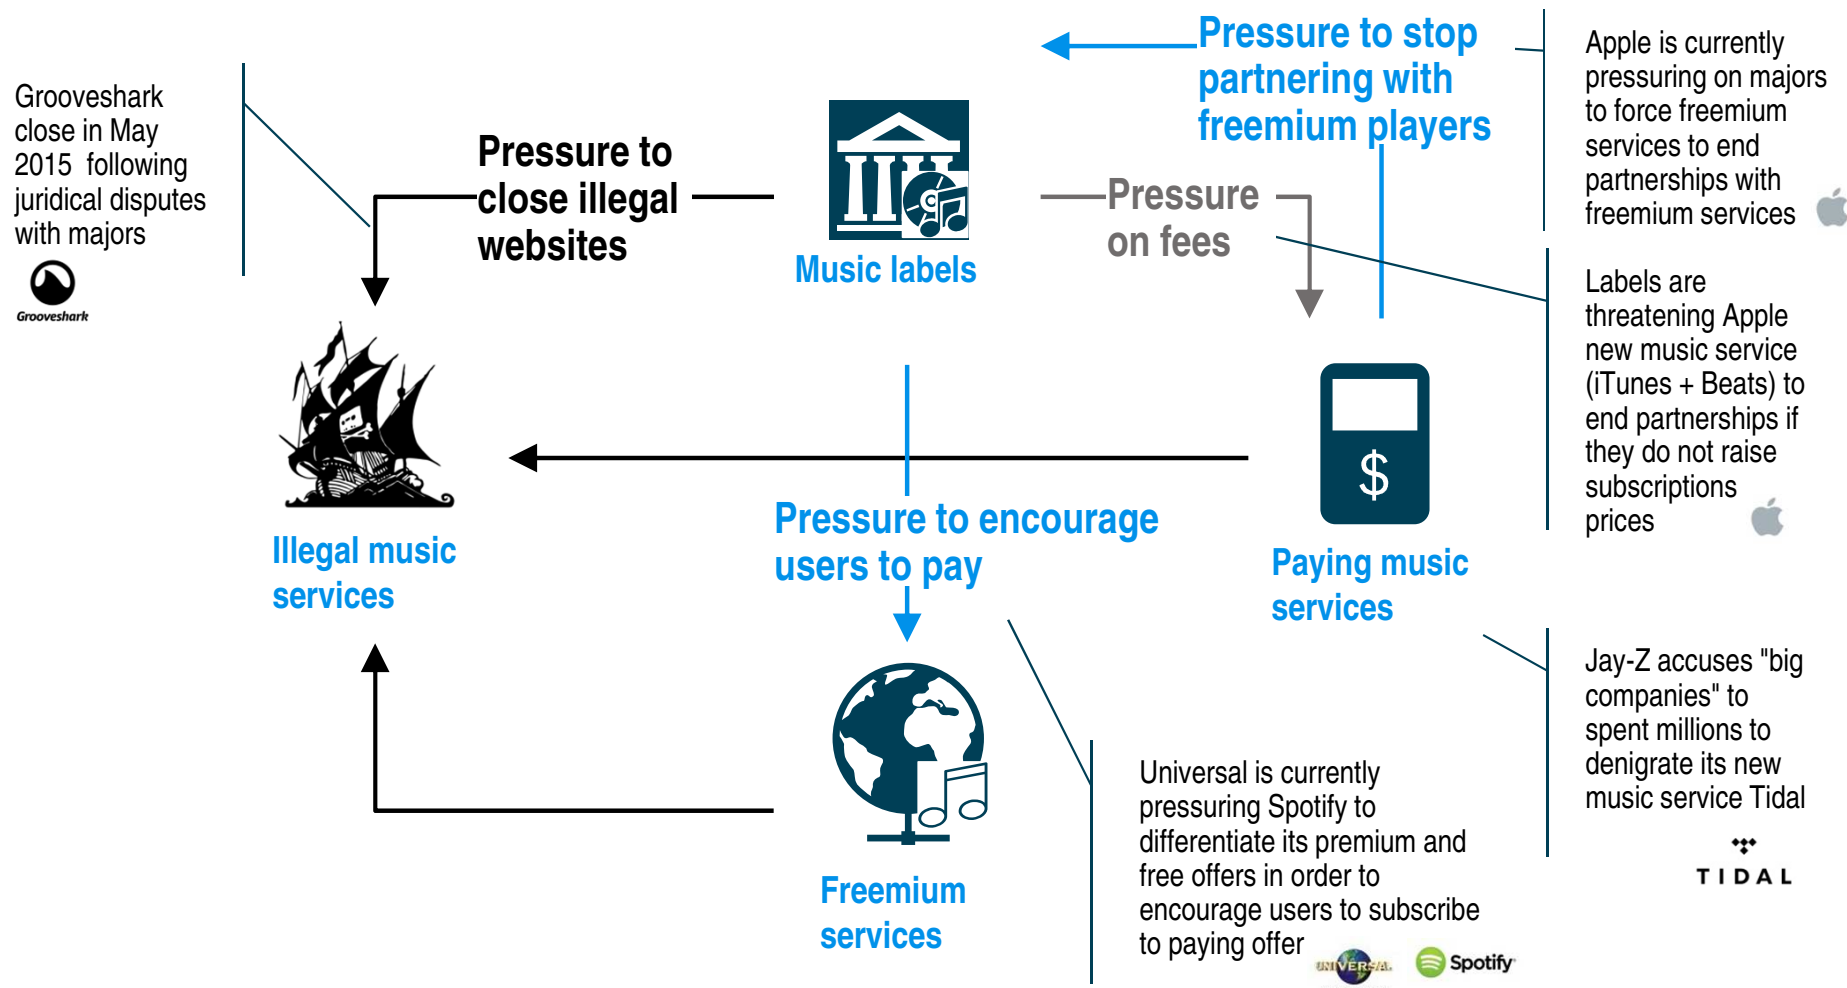 Grooveshark
close in May
2015 following
juridical disputes
with majors
Grooveshark
Pressure to
close illegal
websites
Music labels
Pressure to stop
partnering with
freemium players
Pressure
on fees
Apple is currently
pressuring on majors
to force freemium
services to end
partnerships with
freemium services
Labels are
threatening Apple
new music service
(iTunes + Beats) to
end partnerships if
they do not raise
subscriptions
prices
Illegal music
services
Pressure to encourage
users to pay
$
Paying music
services
Jay-Z accuses "big
companies" to
spent millions to
denigrate its new
music service Tidal
TIDAL
Freemium
services
Universal is currently
pressuring Spotify to
differentiate its premium and
free offers in order to
encourage users to subscribe
to paying offer
UNIVERSAL
Spotify